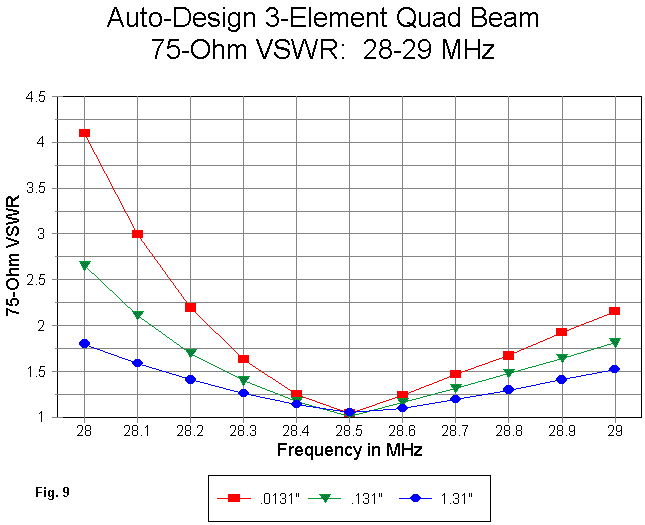 Auto-Design 3-Element Quad Beam
75-Ohm VSWR:  28-29 MHz
4.5
4
3.5
3
2.5
2
1.5
1
75-Ohm VSWR
28 28.1 28.2 28.3 28.4 28.5 28.6 28.7 28.8 28.9 29
Frequency in MHz
Fig. 9
.0131" .131" 1.31"